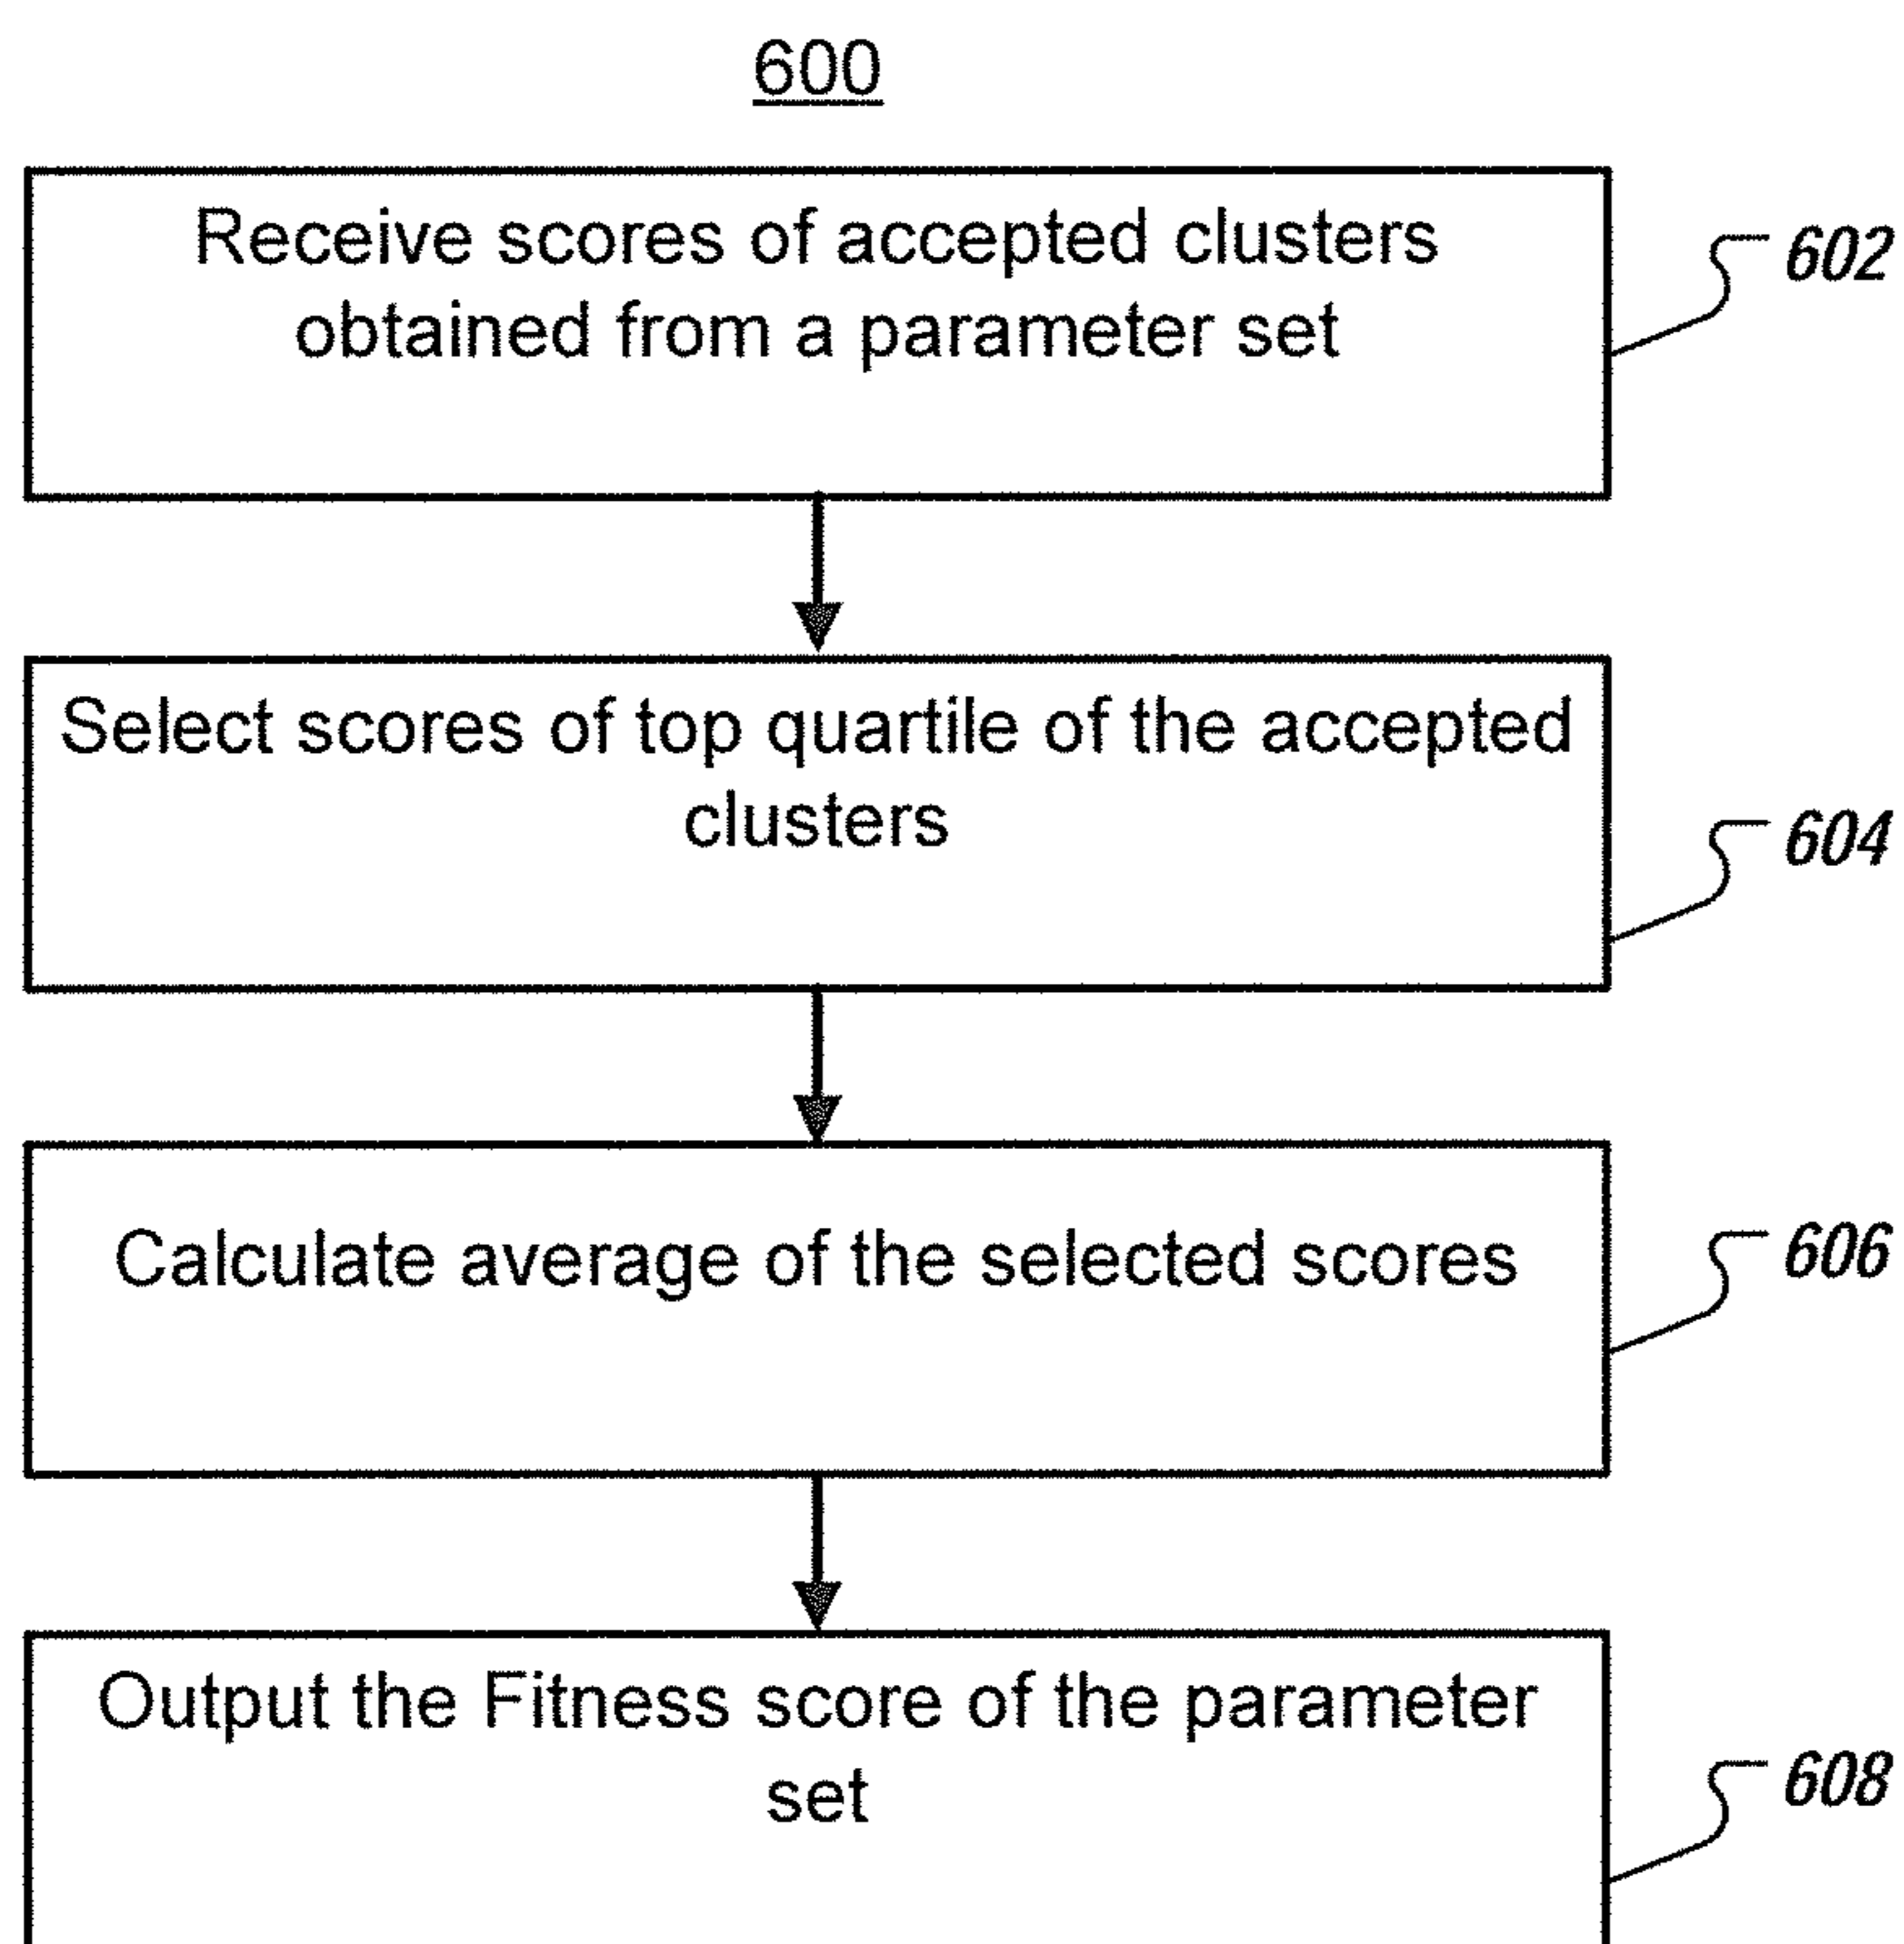 600
Receive scores of accepted clusters
obtained from a parameter set
602
Select scores of top quartile of the accepted
clusters
604
Calculate average of the selected scores
606
Output the Fitness score of the parameter
set
608